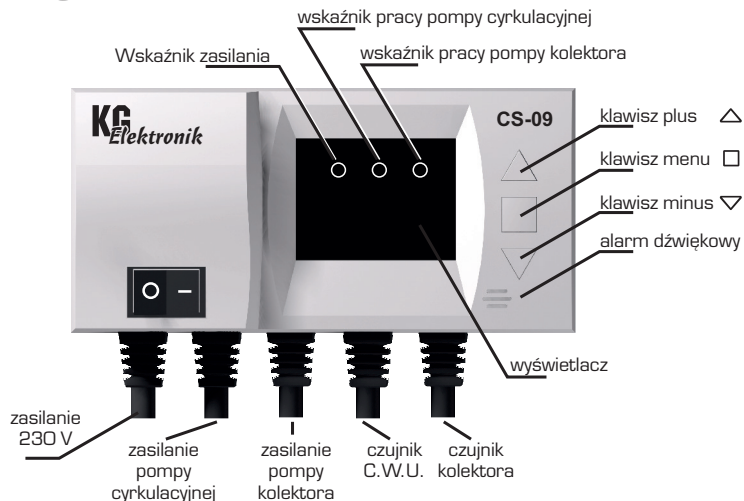 wskaźnik pracy pompy cyrkulacyjnej
Wskaźnik zasilania
wskaźnik pracy pompy kolektora
KG
Elektronik
CS-09
klawisz plus
klawisz menu
klawisz minus
alarm dźwiękowy
wyświetlacz
zasilanie
230 V
zasilanie
pompy
cyrkulacyjnej
zasilanie
pompy
kolektora
czujnik
C.W.U.
czujnik
kolektora